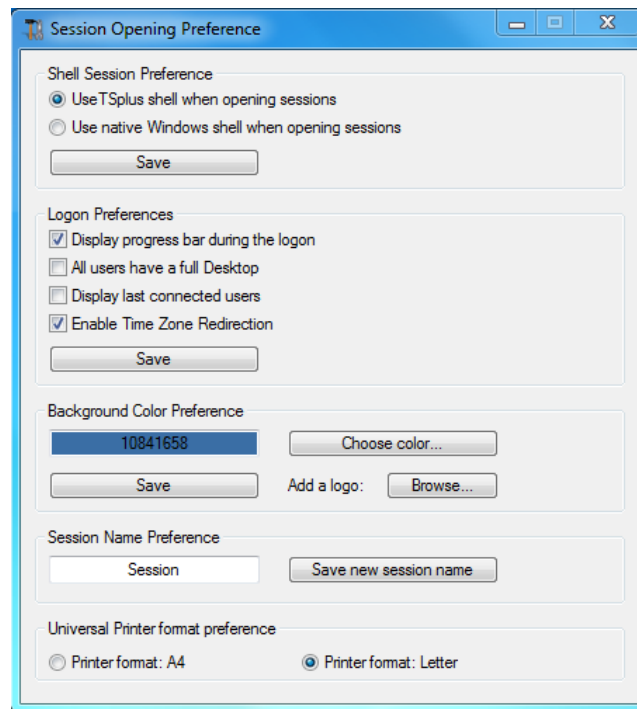 Session Opening Preference
Shell Session Preference
Use TSplus shell when opening sessions
Use native Windows shell when opening sessions
Save
Logon Preferences
Display progress bar during the logon
All users have a full Desktop
Display last connected users
Enable Time Zone Redirection
Save
Background Color Preference
10841658 Choose color...
Save Add a logo: Browse...
Session Name Preference
Session Save new session name
Universal Printer format preference
Printer format: A4 Printer format: Letter